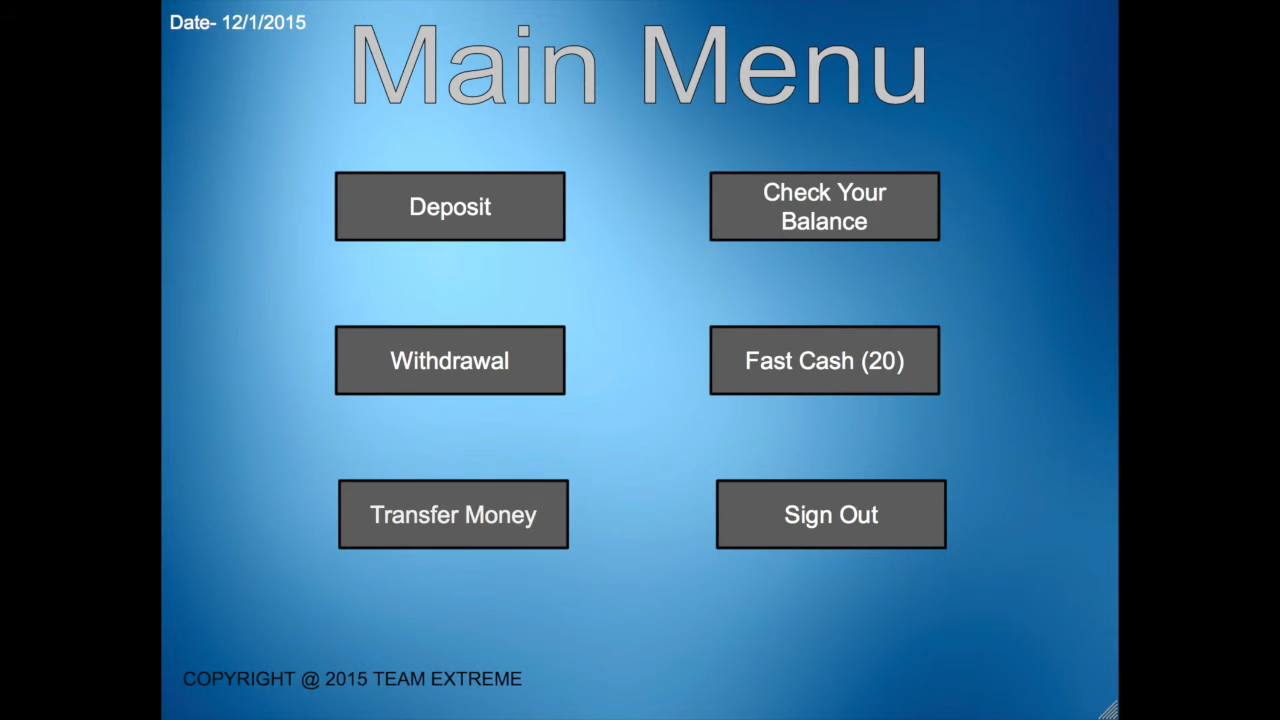 Date- 12/1/2015
Main Menu
Deposit
Check Your
Balance
Withdrawal
Fast Cash (20)
Transfer Money
Sign Out
COPYRIGHT @ 2015 TEAM EXTREME